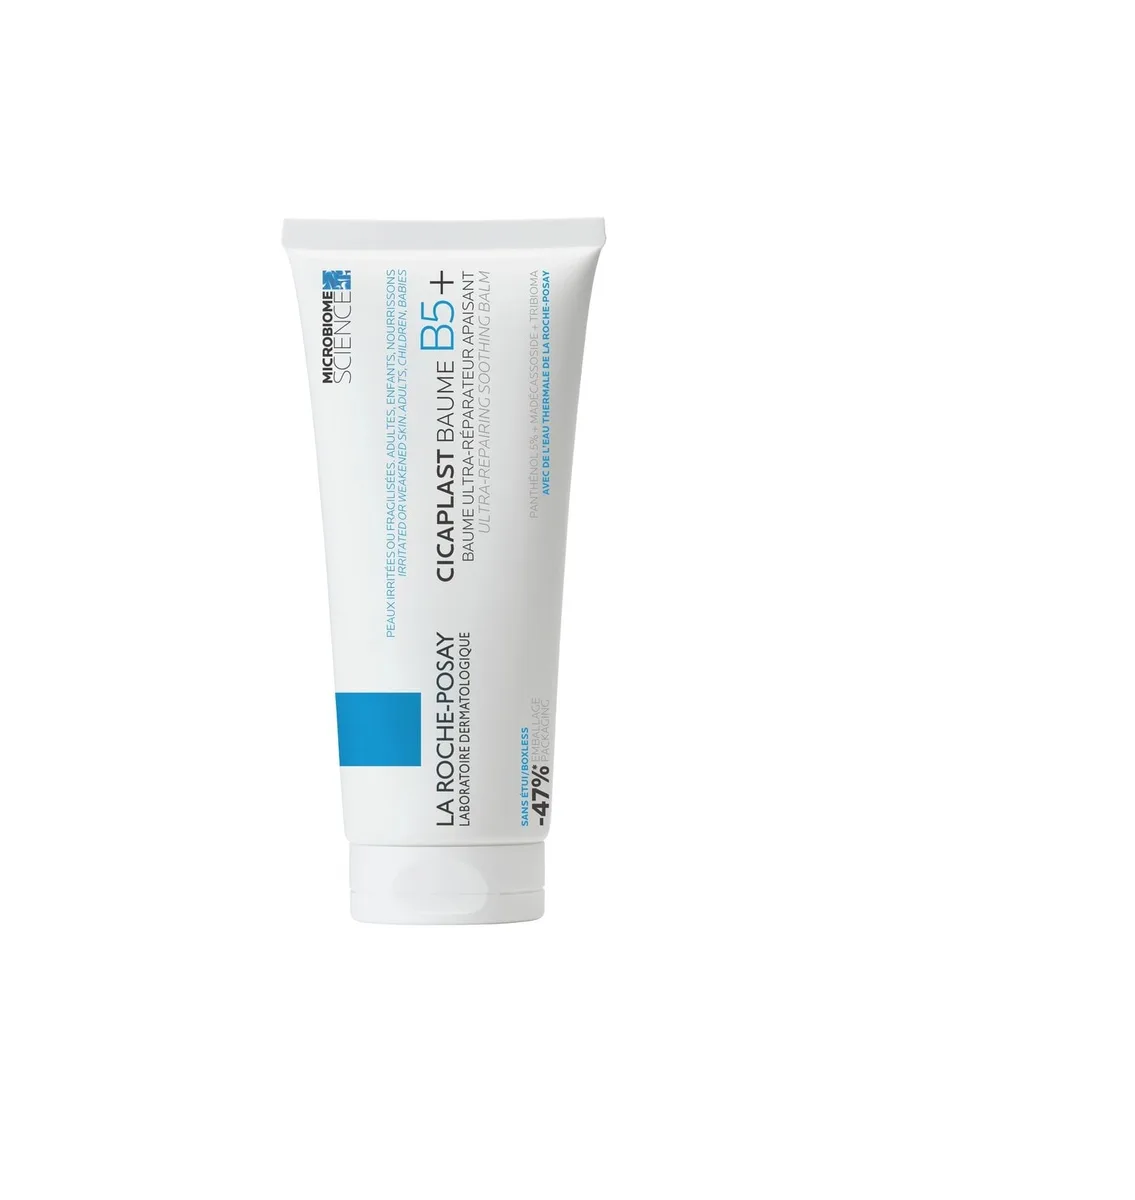 MICROBIOME
SCIENCE
PEAUX IRRITÉES OU FRAGILISÉES. ADULTES, ENFANTS, NOURRISSONS
IRRITATED OR WEAKENED SKIN. ADULTS, CHILDREN, BABIES
LA ROCHE-POSAY
LABORATOIRE DERMATOLOGIQUE
CICAPLAST BAUME B5+
BAUME ULTRA-RÉPARATEUR APAISANT
ULTRA-REPAIRING SOOTHING BALM
PANTHÉNOL 5% + MADÉCASSOSIDE + TRIBIOMA
AVEC DE L'EAU THERMALE DE LA ROCHE-POSAY
SANS ÉTUI/BOXLESS
-47%* EMBALLAGE
PACKAGING